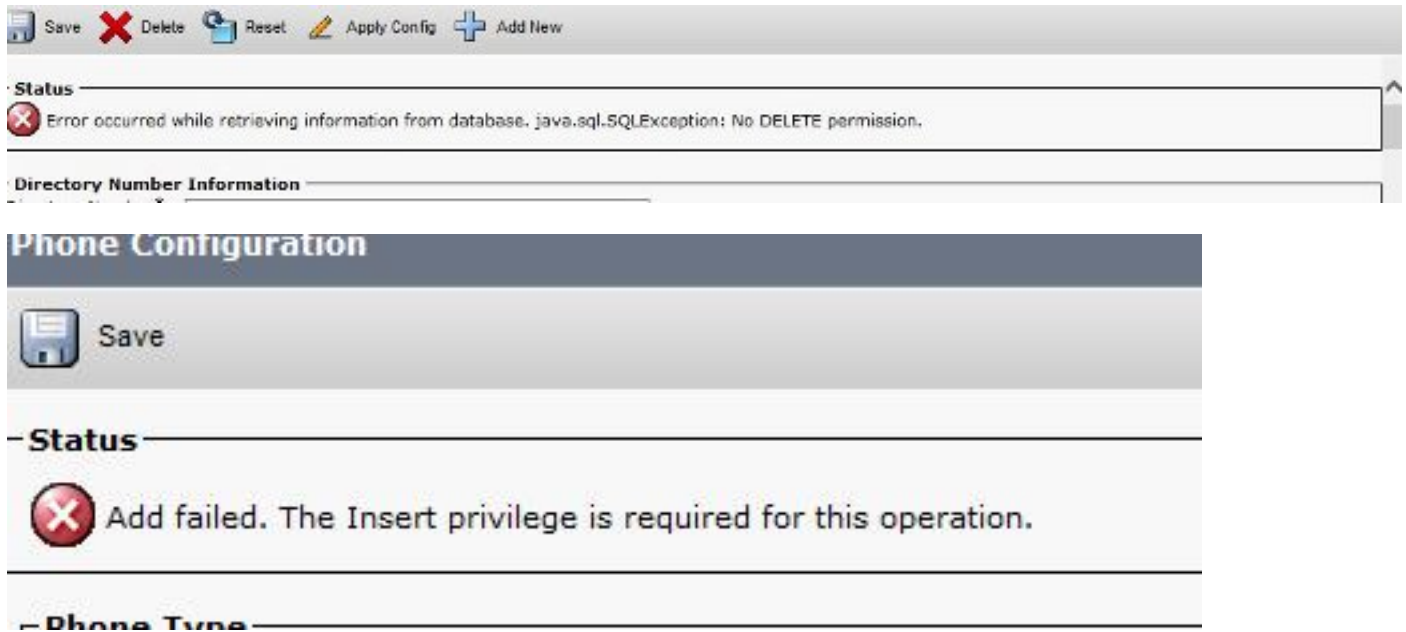 Save Delete Reset Apply Config Add New
Status
Error occurred while retrieving information from database. java.sql.SQLException: No DELETE permission.
Directory Number Information
Phone Configuration
Save
Status
Add failed. The Insert privilege is required for this operation.
Phone Type